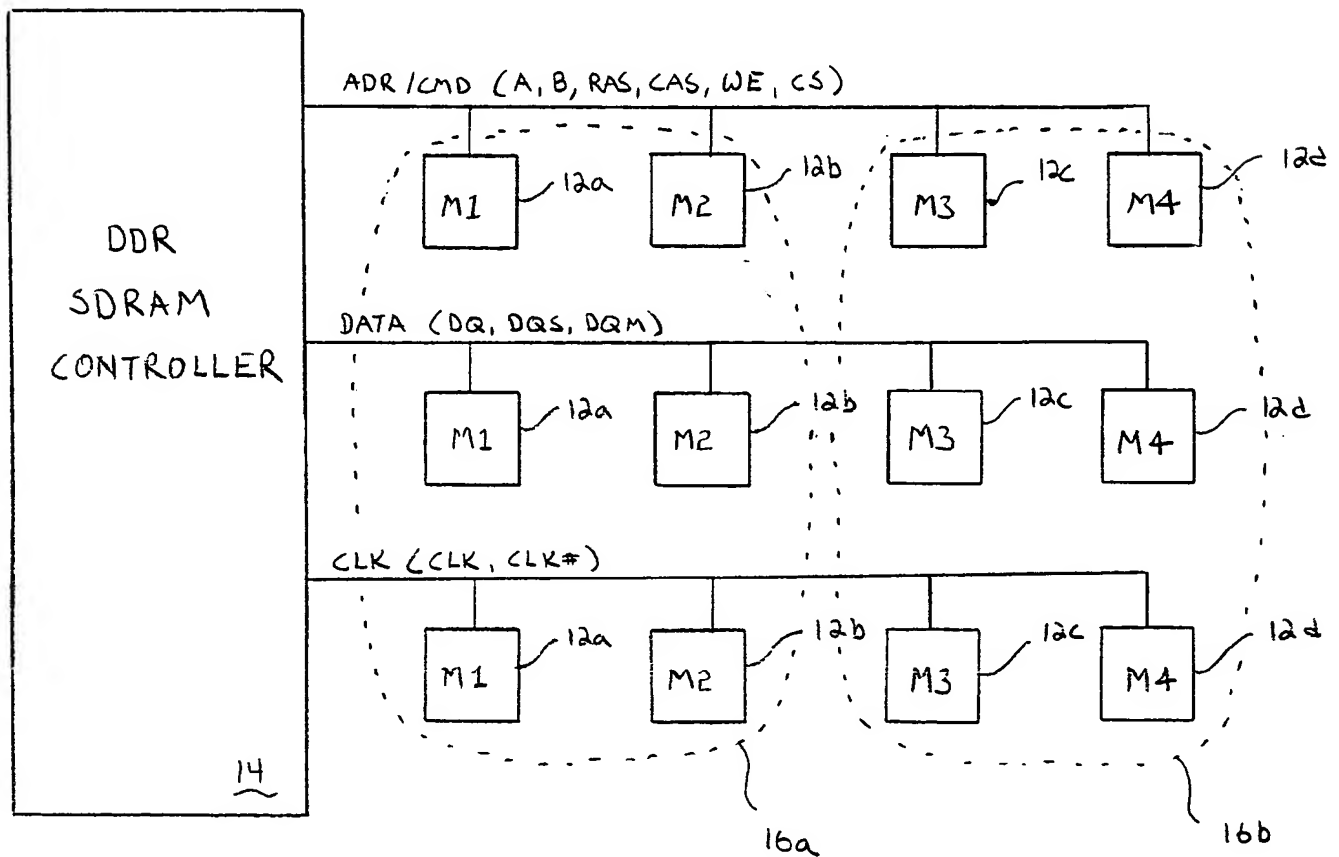 ADR/CMD (A, B, RAS, CAS, WE, CS)
12a
12b
12c
12d
M1
M2
M3
M4
DDR
SDRAM
CONTROLLER
DATA (DQ, DQS, DQM)
12a
12b
12c
12d
M1
M2
M3
M4
CLK (CLK, CLK#)
12a
12b
12c
12d
M1
M2
M3
M4
14
16a
16b